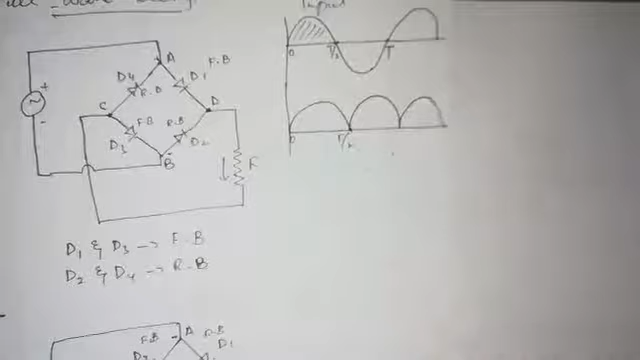 Input
0 T/2 T
0 T/2
A
D4 D1 F.B
R.B
C D
F.B R.B
D3 D2
B
R
+
~
-
D1 & D3 → F.B
D2 & D4 → R.B
F.B - A R.B
D1